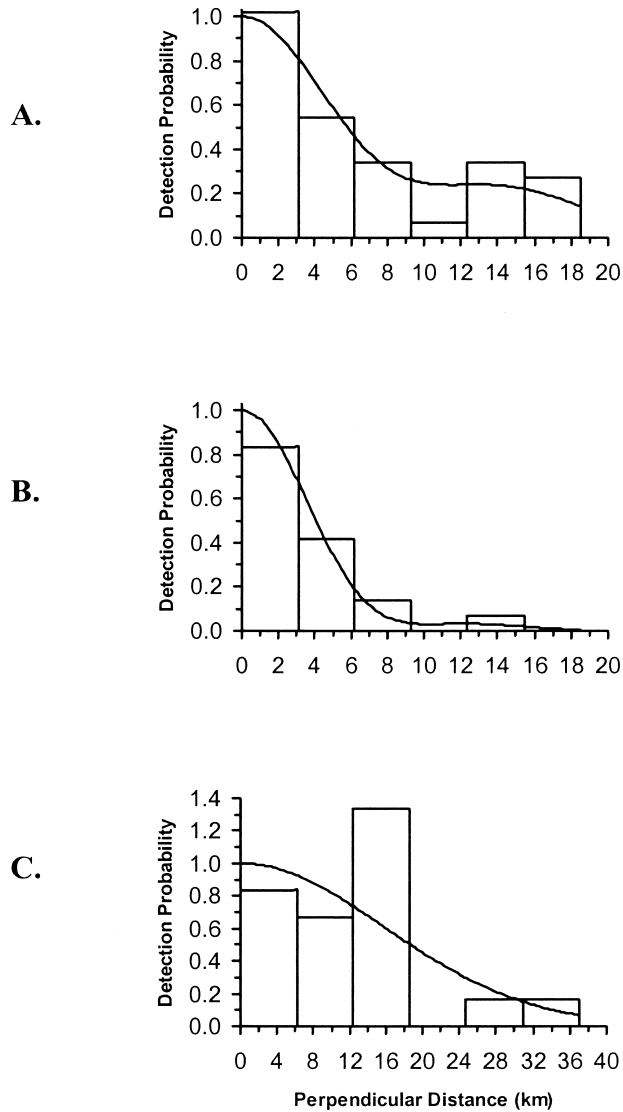 A.
Detection Probability
1.0
0.8
0.6
0.4
0.2
0.0
0 2 4 6 8 10 12 14 16 18 20
B.
Detection Probability
1.0
0.8
0.6
0.4
0.2
0.0
0 2 4 6 8 10 12 14 16 18 20
C.
Detection Probability
1.4
1.2
1.0
0.8
0.6
0.4
0.2
0.0
0 4 8 12 16 20 24 28 32 36 40
Perpendicular Distance (km)